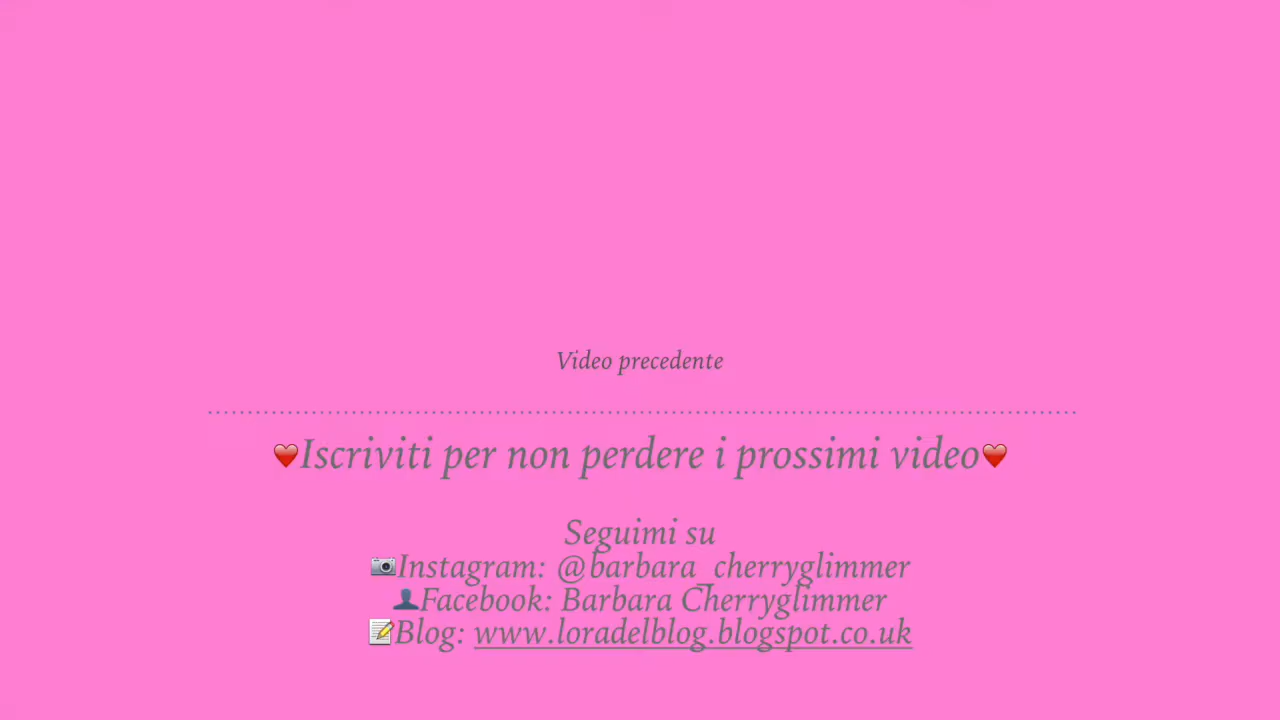 Video precedente
❤️Iscriviti per non perdere i prossimi video❤️
Seguimi su
📷Instagram: @barbara_cherryglimmer
👤Facebook: Barbara Cherryglimmer
📝Blog: www.loradelblog.blogspot.co.uk